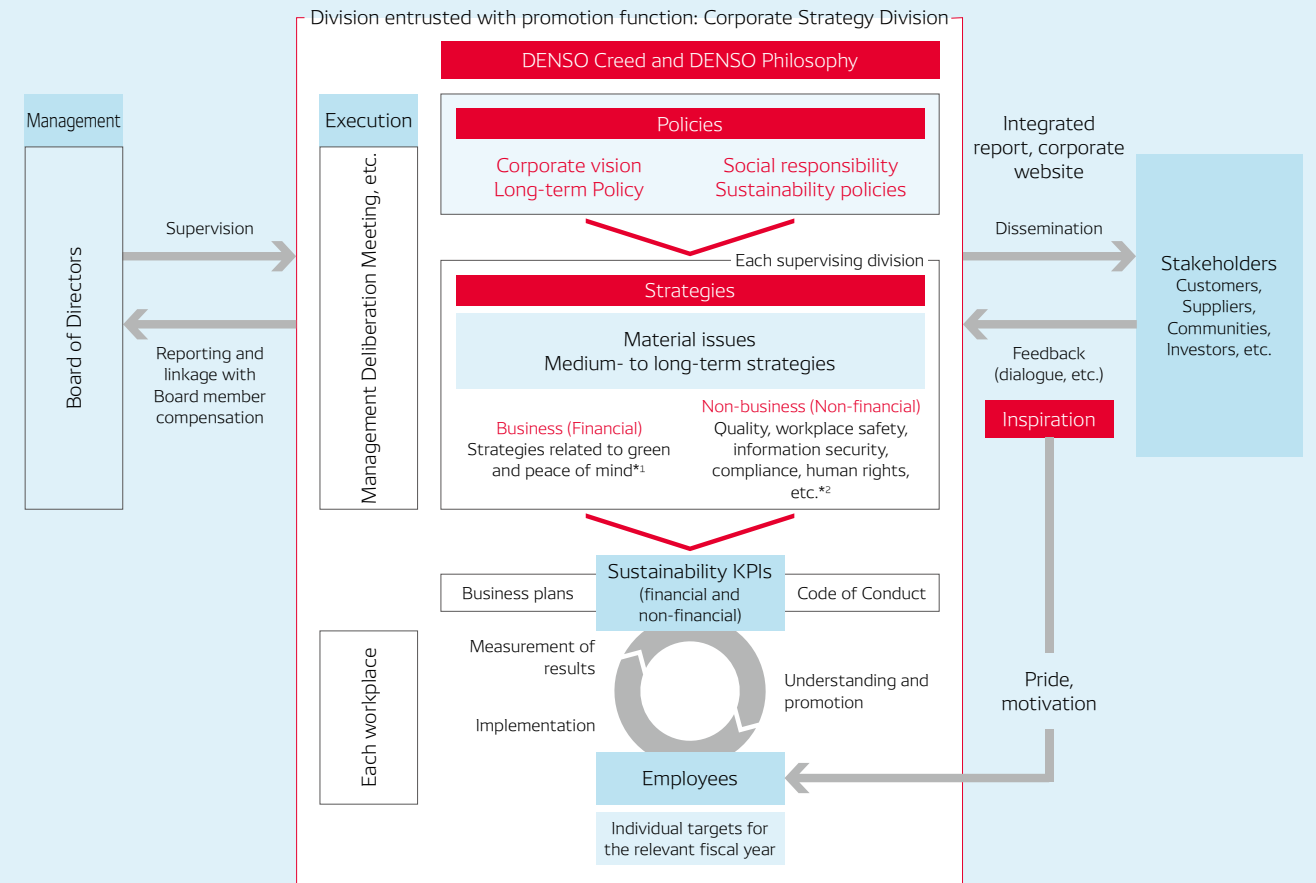 Division entrusted with promotion function: Corporate Strategy Division
DENSO Creed and DENSO Philosophy
Management
Board of Directors
Supervision
Reporting and
linkage with
Board member
compensation
Execution
Management Deliberation Meeting, etc.
Policies
Corporate vision
Long-term Policy
Social responsibility
Sustainability policies
Each supervising division
Strategies
Material issues
Medium- to long-term strategies
Business (Financial)
Strategies related to green
and peace of mind*1
Non-business (Non-financial)
Quality, workplace safety,
information security,
compliance, human rights,
etc.*2
Business plans
Sustainability KPIs
(financial and
non-financial)
Code of Conduct
Each workplace
Measurement of
results
Implementation
Understanding and
promotion
Employees
Individual targets for
the relevant fiscal year
Integrated
report, corporate
website
Dissemination
Feedback
(dialogue, etc.)
Inspiration
Pride,
motivation
Stakeholders
Customers,
Suppliers,
Communities,
Investors, etc.